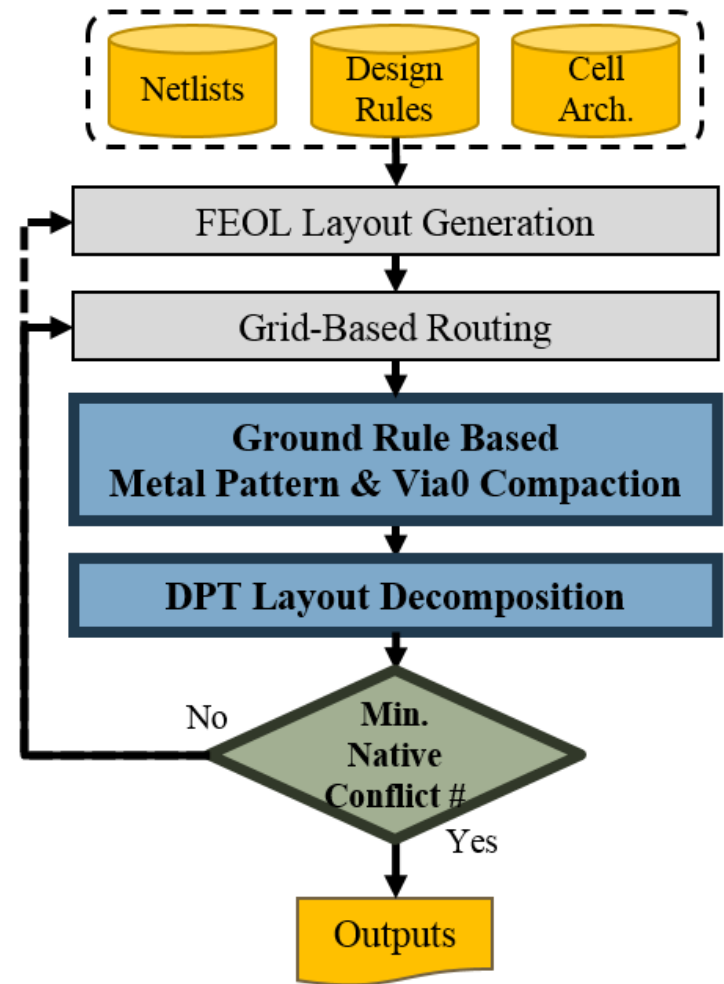 Netlists
Design
Rules
Cell
Arch.
FEOL Layout Generation
Grid-Based Routing
Ground Rule Based
Metal Pattern & Via0 Compaction
DPT Layout Decomposition
No
Min.
Native
Conflict #
Yes
Outputs